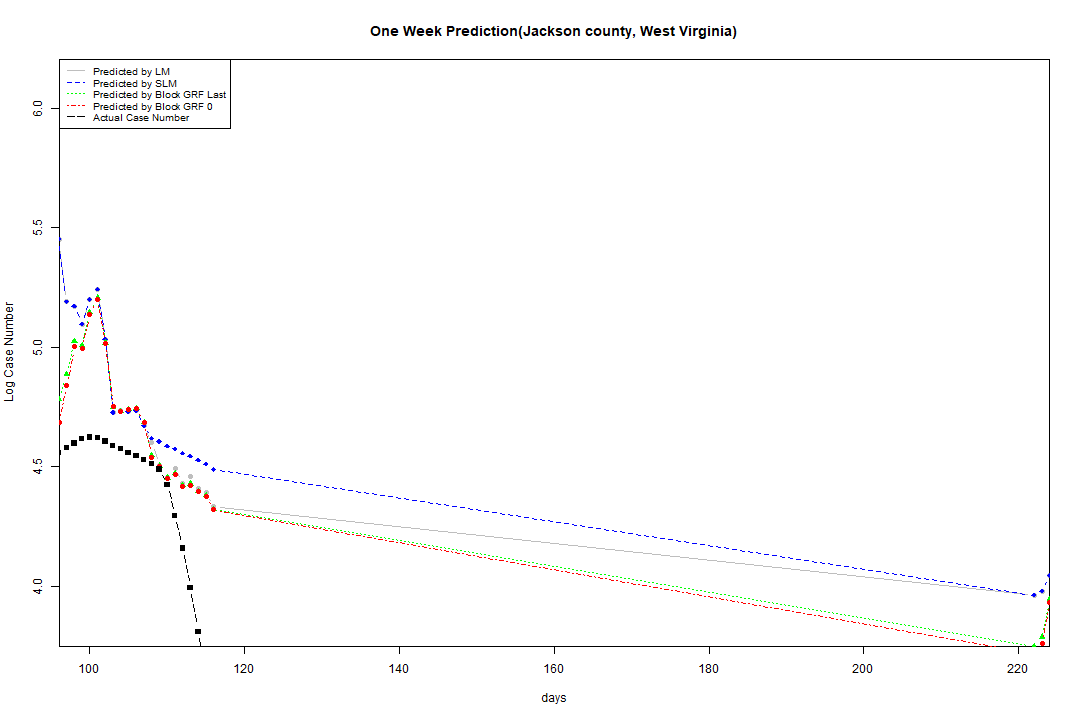 One Week Prediction(Jackson county, West Virginia)
Predicted by LM
Predicted by SLM
Predicted by Block GRF Last
Predicted by Block GRF 0
Actual Case Number
6.0
5.5
5.0
4.5
4.0
Log Case Number
100 120 140 160 180 200 220
days